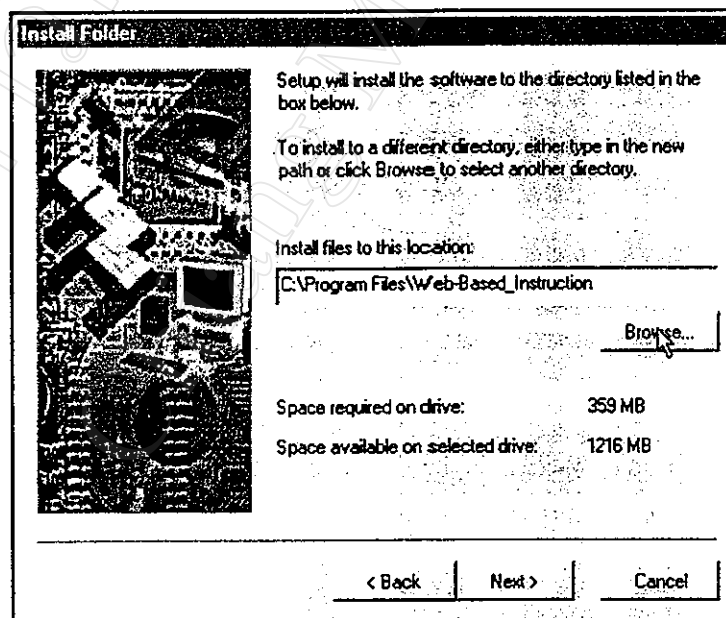 Install Folder
Setup will install the software to the directory listed in the
box below.
To install to a different directory, either type in the new
path or click Browse to select another directory.
Install files to this location:
C:\Program Files\Web-Based_Instruction
Browse...
Space required on drive: 359 MB
Space available on selected drive: 1216 MB
< Back Next > Cancel